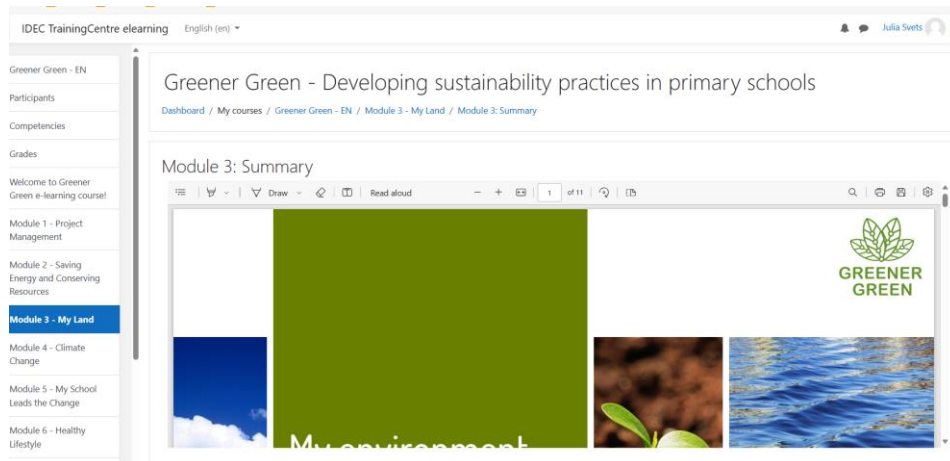 IDEC TrainingCentre elearning
English (en)
Julia Svets
Greener Green - EN
Participants
Competencies
Grades
Welcome to Greener
Green e-learning course!
Module 1 - Project
Management
Module 2 - Saving
Energy and Conserving
Resources
Module 3 - My Land
Module 4 - Climate
Change
Module 5 - My School
Leads the Change
Module 6 - Healthy
Lifestyle
Greener Green - Developing sustainability practices in primary schools
Dashboard / My courses / Greener Green - EN / Module 3 - My Land / Module 3: Summary
Module 3: Summary
Draw
Read aloud
1 of 11
GREENER
GREEN
My environment